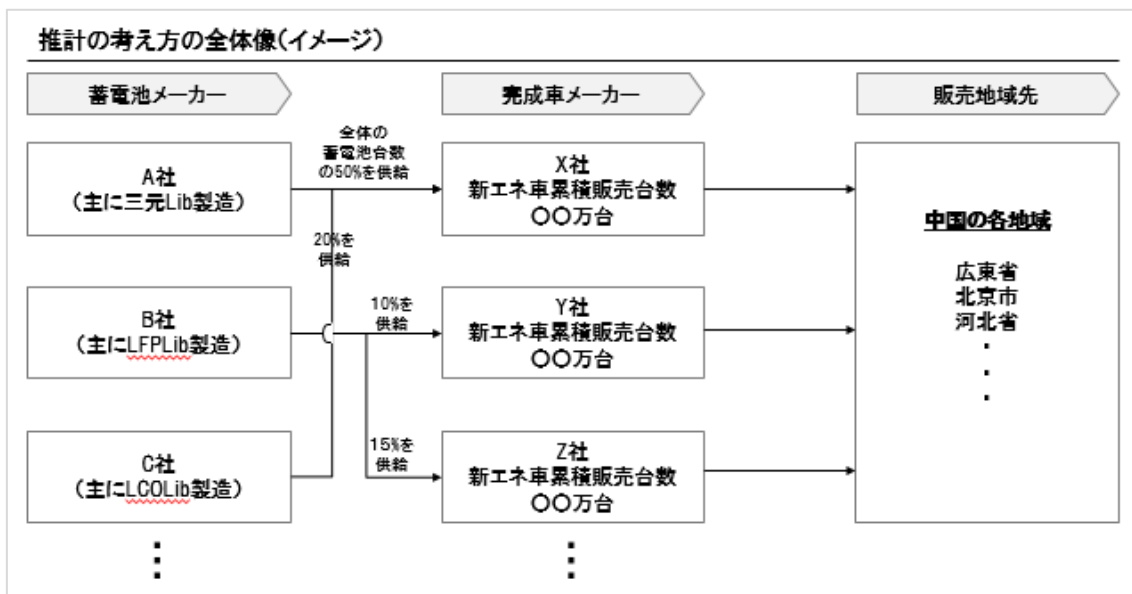 推計の考え方の全体像(イメージ)
蓄電池メーカー
完成車メーカー
販売地域先
A社
(主に三元Lib製造)
全体の
蓄電池台数
の50%を供給
X社
新エネ車累積販売台数
〇〇万台
20%を
供給
B社
(主にLFPLib製造)
10%を
供給
Y社
新エネ車累積販売台数
〇〇万台
C社
(主にLCOLib製造)
15%を
供給
Z社
新エネ車累積販売台数
〇〇万台
中国の各地域
広東省
北京市
河北省
・
・
・